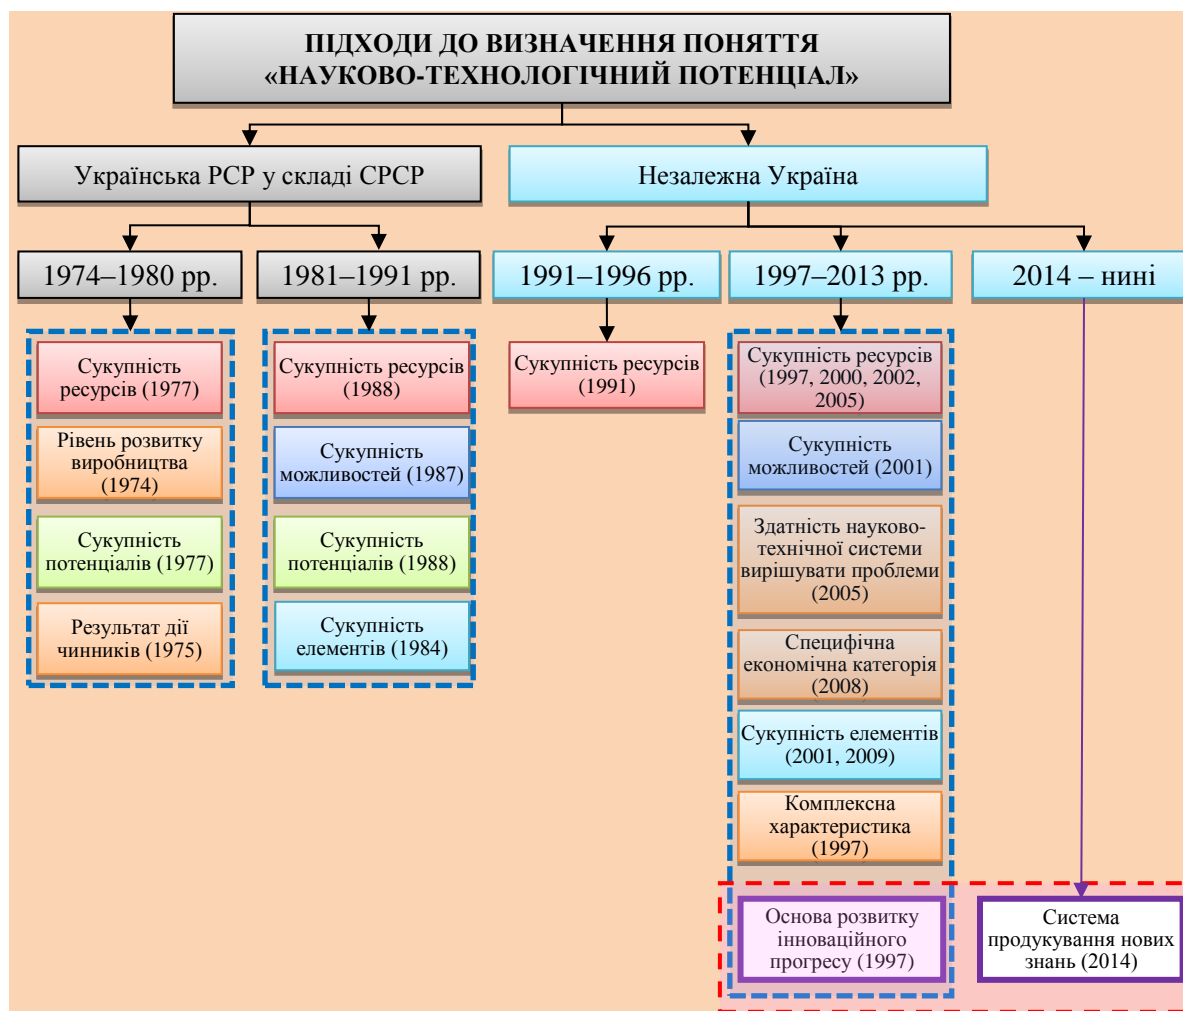 ПІДХОДИ ДО ВИЗНАЧЕННЯ ПОНЯТТЯ
«НАУКОВО-ТЕХНОЛОГІЧНИЙ ПОТЕНЦІАЛ»
Українська РСР у складі СРСР
Незалежна Україна
1974–1980 рр.
1981–1991 рр.
1991–1996 рр.
1997–2013 рр.
2014 – нині
Сукупність
ресурсів (1977)
Рівень розвитку
виробництва
(1974)
Сукупність
потенціалів (1977)
Результат дії
чинників (1975)
Сукупність ресурсів
(1988)
Сукупність
можливостей (1987)
Сукупність
потенціалів (1988)
Сукупність
елементів (1984)
Сукупність ресурсів
(1991)
Сукупність ресурсів
(1997, 2000, 2002,
2005)
Сукупність
можливостей (2001)
Здатність науково-
технічної системи
вирішувати проблеми
(2005)
Специфічна
економічна категорія
(2008)
Сукупність елементів
(2001, 2009)
Комплексна
характеристика
(1997)
Основа розвитку
інноваційного
прогресу (1997)
Система
продукування нових
знань (2014)